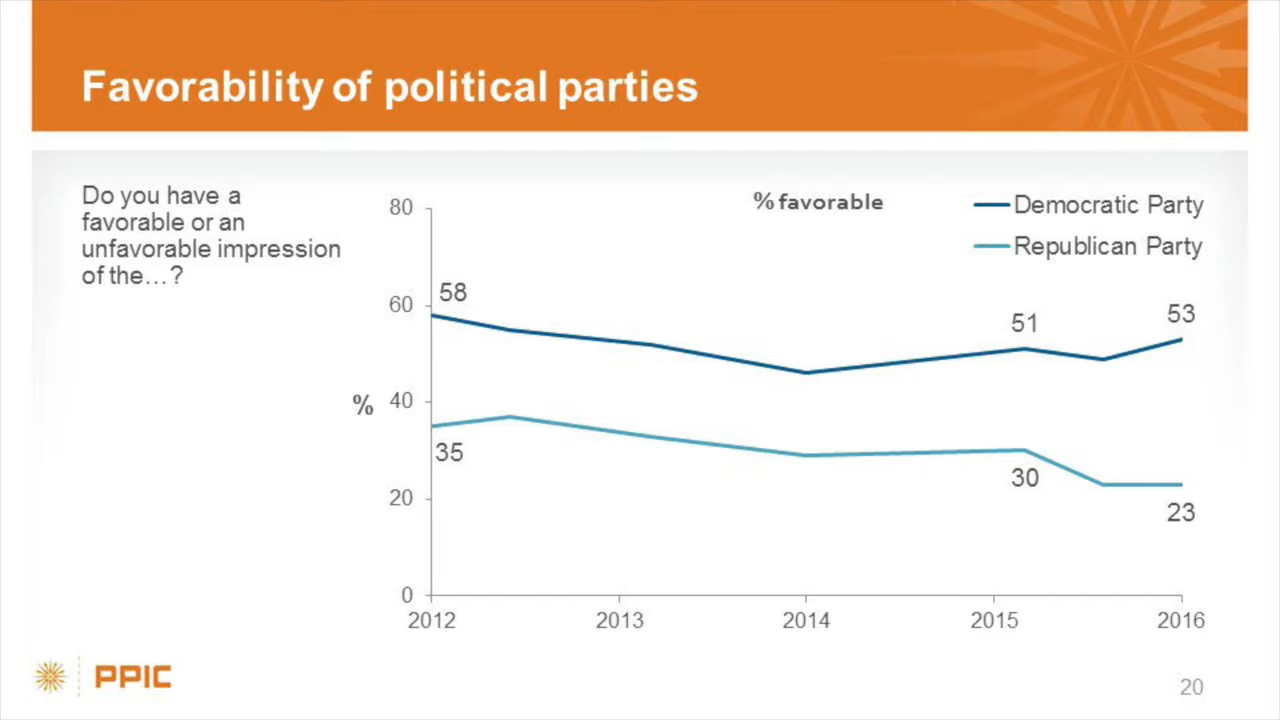 Favorability of political parties
Do you have a
favorable or an
unfavorable impression
of the…?
% favorable
Democratic Party
Republican Party
80
60
%
40
20
0
58
51
53
35
30
23
2012
2013
2014
2015
2016
PPIC
20